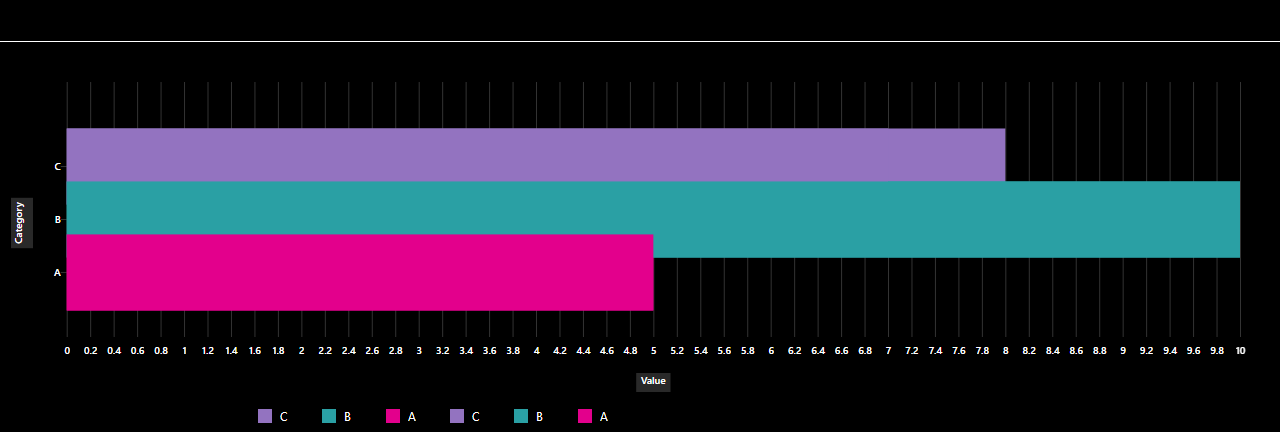 C
B
A
Category
0 0.2 0.4 0.6 0.8 1 1.2 1.4 1.6 1.8 2 2.2 2.4 2.6 2.8 3 3.2 3.4 3.6 3.8 4 4.2 4.4 4.6 4.8 5 5.2 5.4 5.6 5.8 6 6.2 6.4 6.6 6.8 7 7.2 7.4 7.6 7.8 8 8.2 8.4 8.6 8.8 9 9.2 9.4 9.6 9.8 10
Value
C B A C B A